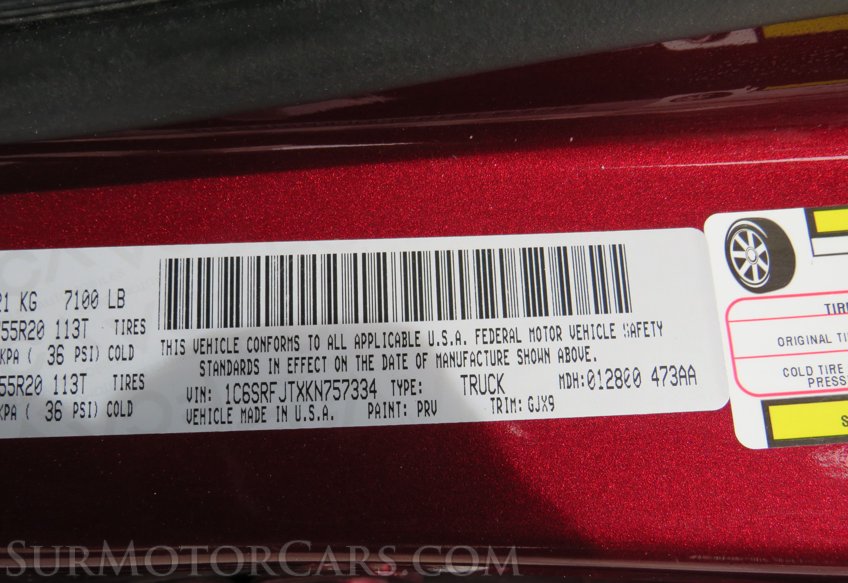 21 KG 7100 LB
55R20 113T TIRES
KPA ( 36 PSI) COLD
55R20 113T TIRES
KPA ( 36 PSI) COLD
THIS VEHICLE CONFORMS TO ALL APPLICABLE U.S.A. FEDERAL MOTOR VEHICLE SAFETY
STANDARDS IN EFFECT ON THE DATE OF MANUFACTURE SHOWN ABOVE.
VIN: 1C6SRFJTXKN757334 TYPE: TRUCK MDH:012800 473AA
VEHICLE MADE IN U.S.A. PAINT: PRV TRIM: GJX9
TIRE
ORIGINAL TI
COLD TIRE
PRESS
S
SurMotorCars.com